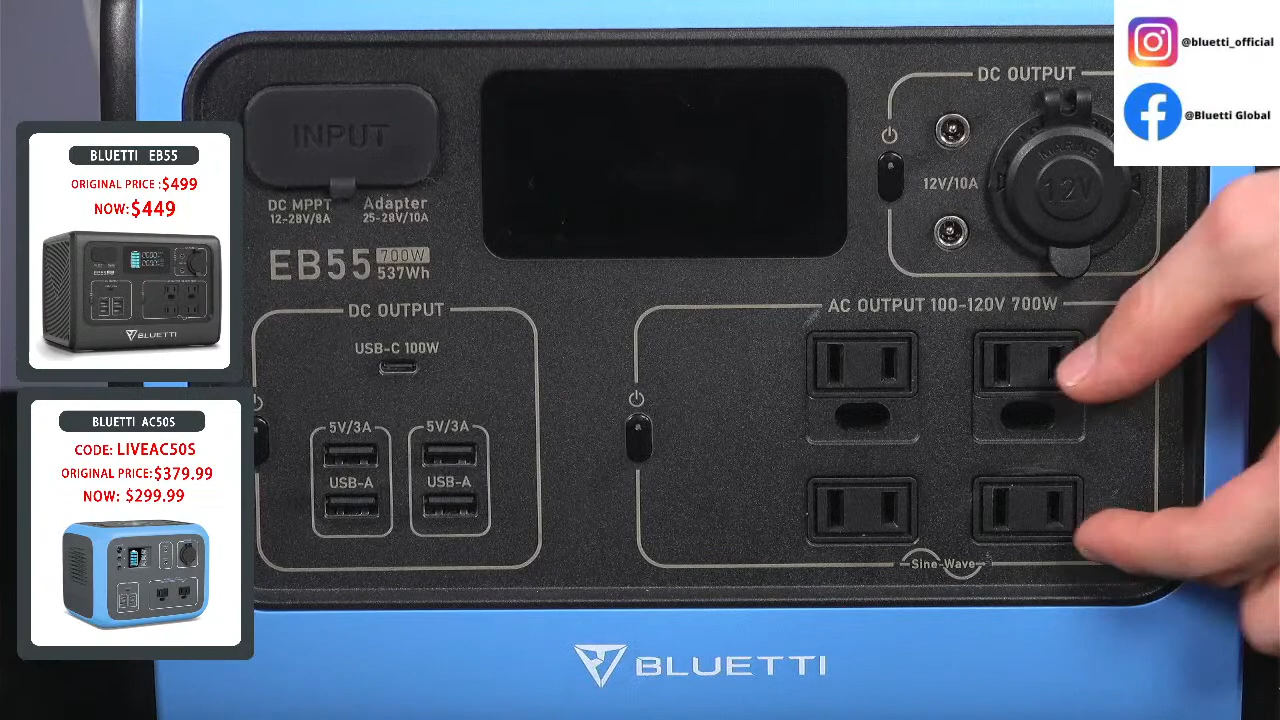 @bluetti_official
@Bluetti Global
BLUETTI EB55
ORIGINAL PRICE :$499
NOW:$449
BLUETTI
BLUETTI AC50S
CODE: LIVEAC50S
ORIGINAL PRICE:$379.99
NOW: $299.99
INPUT
DC MPPT
12-28V/8A
Adapter
25-28V/10A
EB55 700W
537Wh
DC OUTPUT
12V/10A
MARINE
12V
DC OUTPUT
USB-C 100W
5V/3A
5V/3A
USB-A
USB-A
AC OUTPUT 100-120V 700W
Sine-Wave
BLUETTI